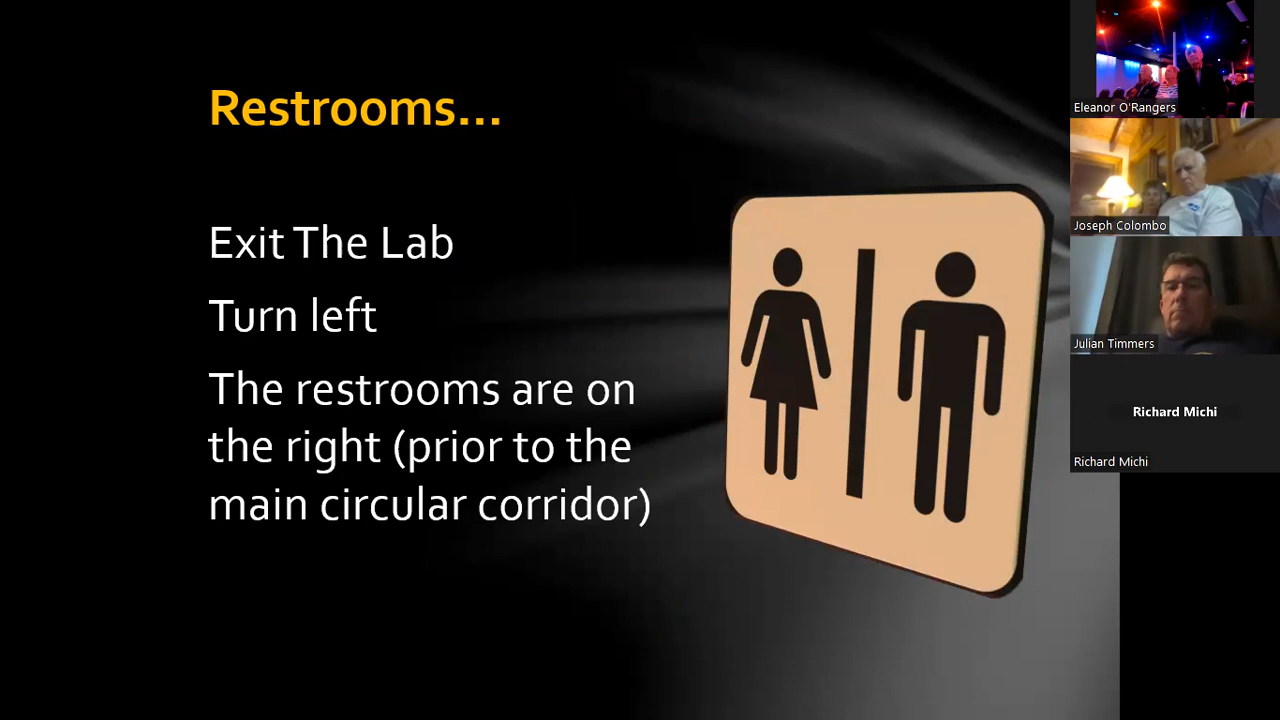 Restrooms...
Exit The Lab
Turn left
The restrooms are on
the right (prior to the
main circular corridor)
Eleanor O'Rangers
Joseph Colombo
Julian Timmers
Richard Michi
Richard Michi